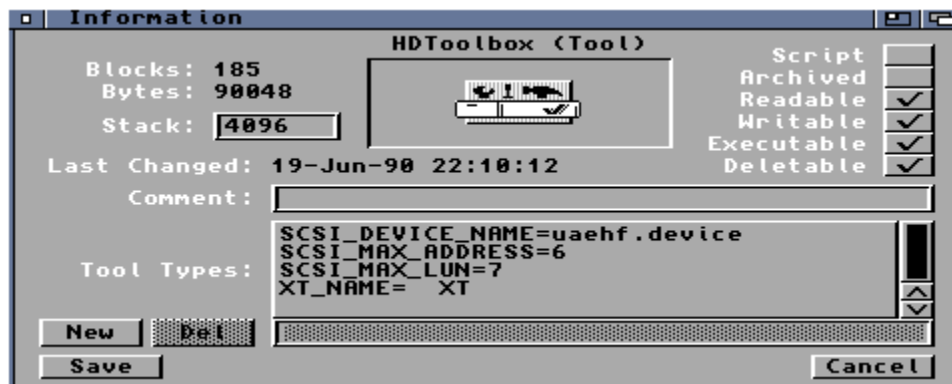 Information
HDToolbox (Tool)
Blocks: 185
Bytes: 90048
Stack: 4096
Script
Archived
Readable
Writable
Executable
Deletable
Last Changed: 19-Jun-90 22:10:12
Comment:
Tool Types:
SCSI_DEVICE_NAME=uaehf.device
SCSI_MAX_ADDRESS=6
SCSI_MAX_LUN=7
XT_NAME=  XT
New
Del
Save
Cancel